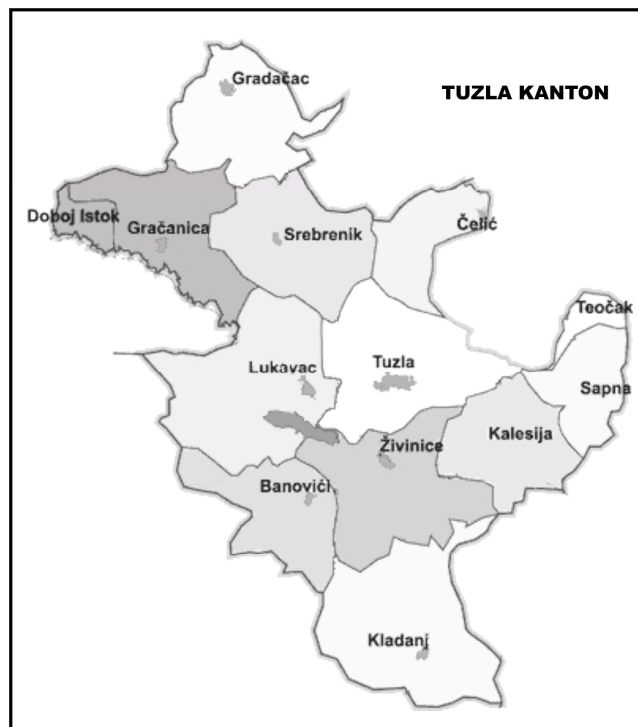 Gradačac
TUZLA KANTON
Doboj Istok
Gračanica
Srebrenik
Čelić
Teočak
Lukavac
Tuzla
Sapna
Živinice
Kalesija
Banovići
Kladanj